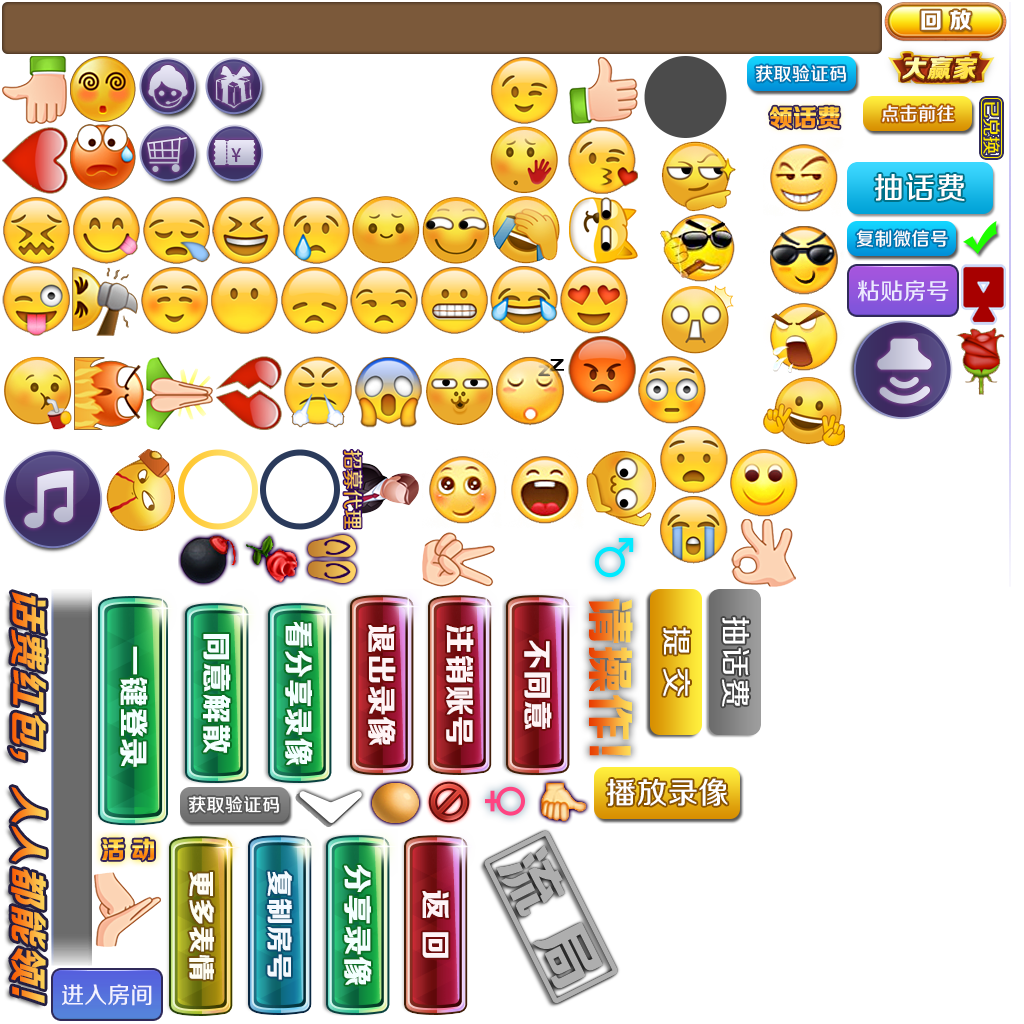 回放
大赢家
获取验证码
领话费
点击前往
已兑换
¥
抽话费
复制微信号
粘贴房号
zZ
招募代理
话费红包，人人都能领!
一键登录
同意解散
看分享录像
退出录像
注销账号
不同意
请操作!
提交
抽话费
获取验证码
播放录像
活动
更多表情
复制房号
分享录像
返回
流局
进入房间